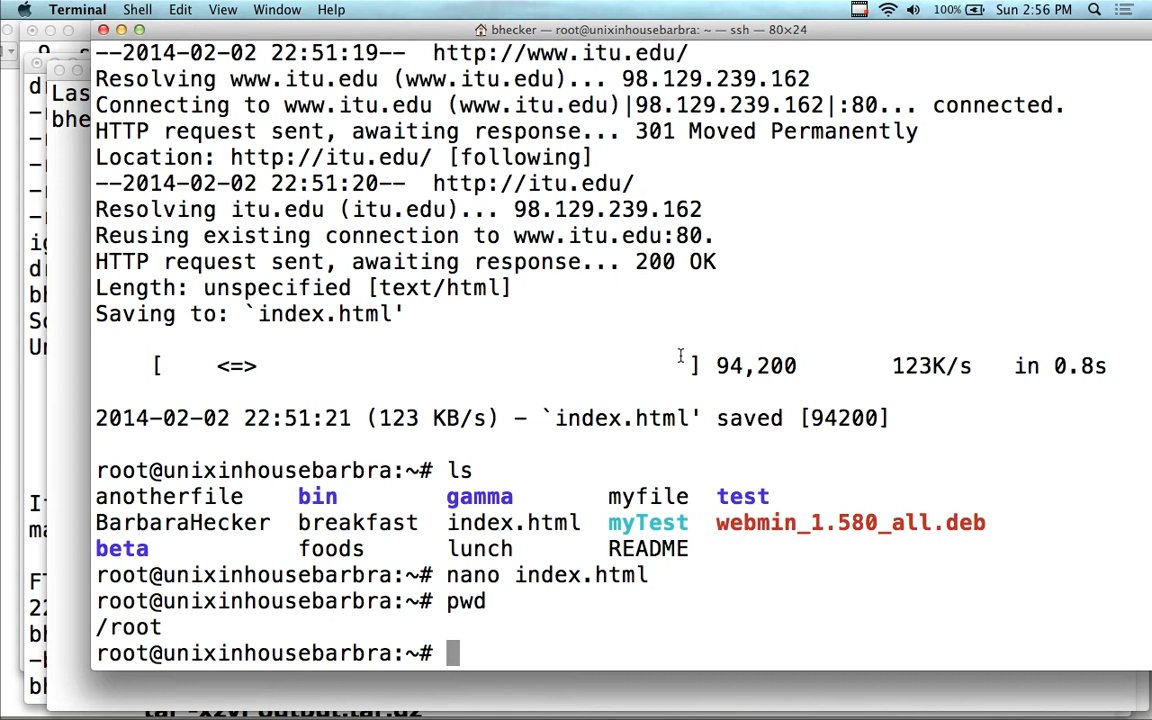 Terminal Shell Edit View Window Help 100% Sun 2:56 PM
bhecker — root@unixinhousebarbra: ~ — ssh — 80×24
--2014-02-02 22:51:19-- http://www.itu.edu/
Resolving www.itu.edu (www.itu.edu)... 98.129.239.162
Connecting to www.itu.edu (www.itu.edu)|98.129.239.162|:80... connected.
HTTP request sent, awaiting response... 301 Moved Permanently
Location: http://itu.edu/ [following]
--2014-02-02 22:51:20-- http://itu.edu/
Resolving itu.edu (itu.edu)... 98.129.239.162
Reusing existing connection to www.itu.edu:80.
HTTP request sent, awaiting response... 200 OK
Length: unspecified [text/html]
Saving to: `index.html'
[ <=> ] 94,200 123K/s in 0.8s
2014-02-02 22:51:21 (123 KB/s) - `index.html' saved [94200]
root@unixinhousebarbra:~# ls
anotherfile bin gamma myfile test
BarbaraHecker breakfast index.html myTest webmin_1.580_all.deb
beta foods lunch README
root@unixinhousebarbra:~# nano index.html
root@unixinhousebarbra:~# pwd
/root
root@unixinhousebarbra:~#